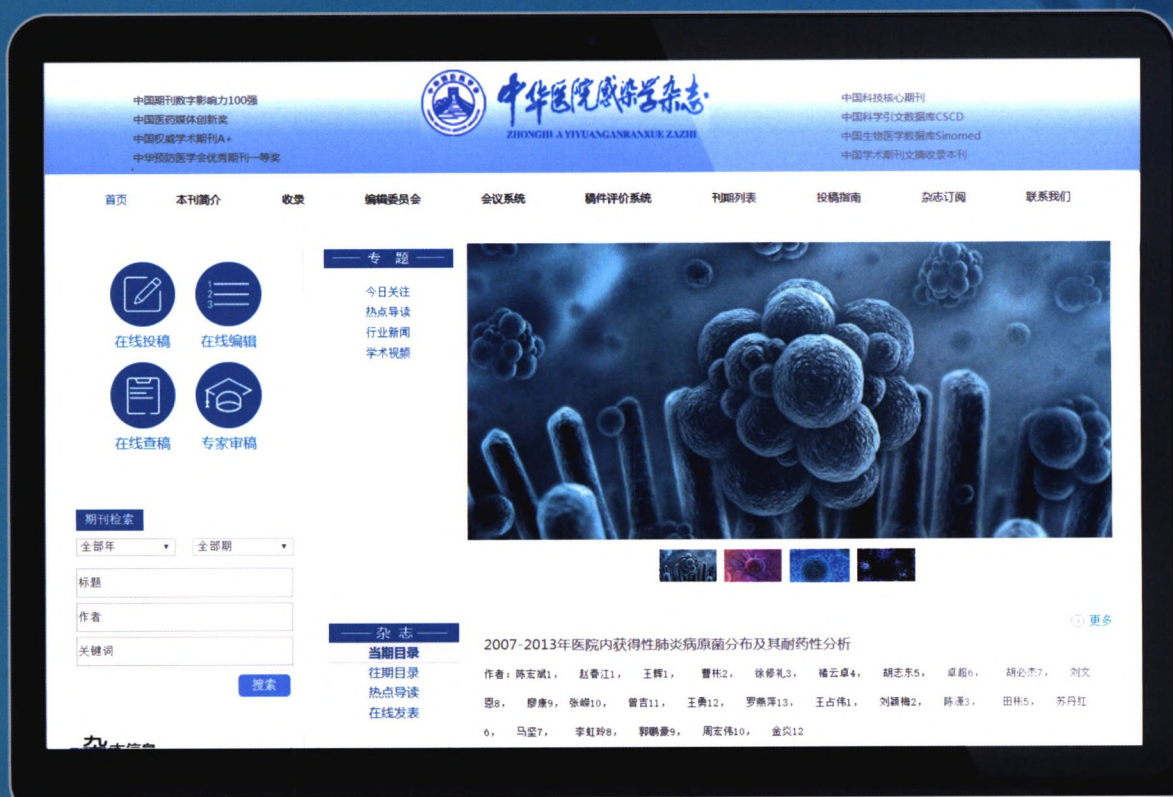 中国期刊数字影响力100强
中国医药媒体创新奖
中国权威学术期刊A+
中华预防医学会优秀期刊一等奖
中华医院感染学杂志
ZHONGHUA YIYUANGANRANXUE ZAZHI
中国科技核心期刊
中国科学引文数据库CSCD
中国生物医学数据库Sinomed
中国学术期刊文摘收录本刊
首页 本刊简介 收录 编辑委员会 会议系统 稿件评价系统 刊期列表 投稿指南 杂志订阅 联系我们
在线投稿 在线编辑
在线查稿 专家审稿
专 题
今日关注
热点导读
行业新闻
学术视频
期刊检索
全部年 全部期
标题
作者
关键词
搜索
杂志
当期目录
往期目录
热点导读
在线发表
更多
2007-2013年医院内获得性肺炎病原菌分布及其耐药性分析
作者:陈宏斌1, 赵春江1, 王辉1, 曹彬2, 徐修礼3, 褚云卓4, 胡志东5, 卓超6, 胡必杰7, 刘文
恩8, 廖康9, 张嵘10, 曾吉11, 王勇12, 罗燕萍13, 王占伟1, 刘颖梅2, 陈潇3, 田彬5, 苏丹虹
6, 马坚7, 李虹玲8, 郭鹏豪9, 周宏伟10, 金炎12